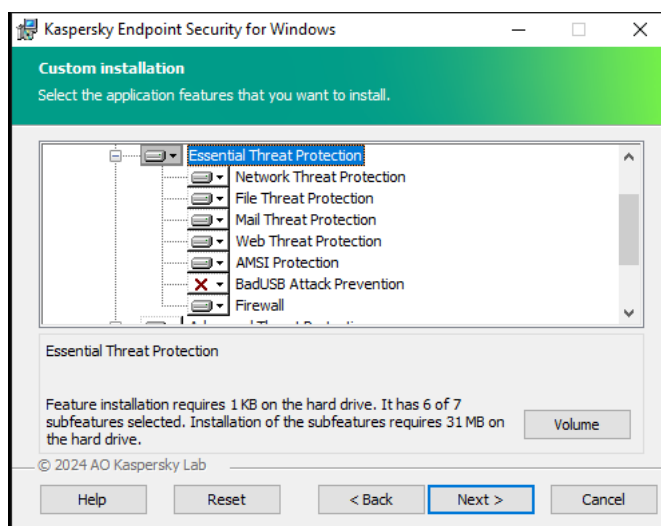 Kaspersky Endpoint Security for Windows
Custom installation
Select the application features that you want to install.
Essential Threat Protection
Network Threat Protection
File Threat Protection
Mail Threat Protection
Web Threat Protection
AMSI Protection
BadUSB Attack Prevention
Firewall
Essential Threat Protection
Feature installation requires 1 KB on the hard drive. It has 6 of 7
subfeatures selected. Installation of the subfeatures requires 31 MB on
the hard drive.
Volume
© 2024 AO Kaspersky Lab
Help
Reset
< Back
Next >
Cancel